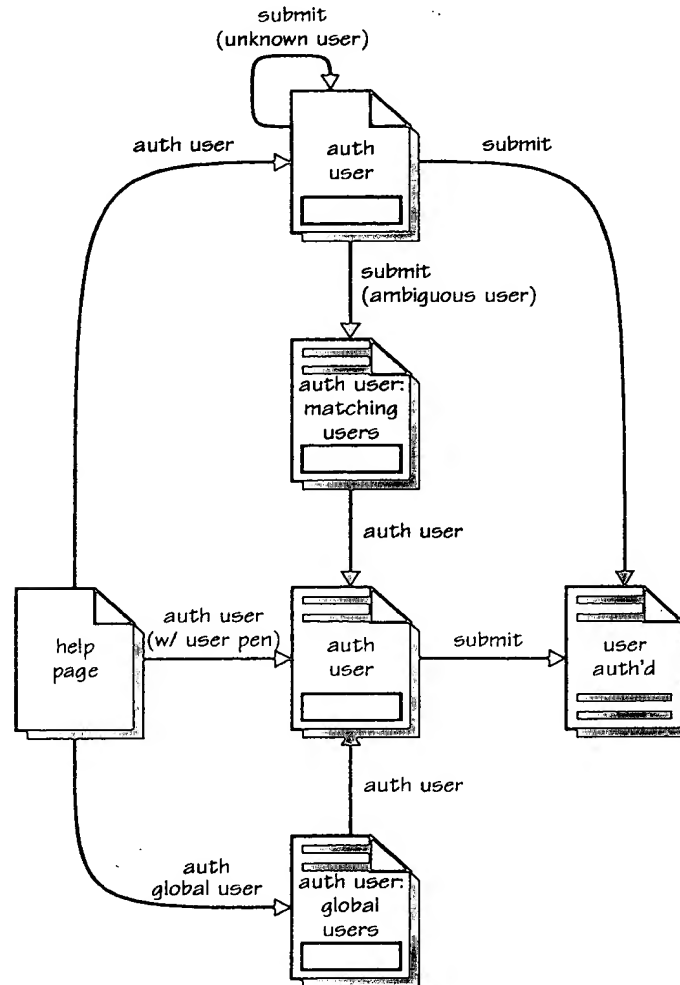 submit
(unknown user)
auth user
auth
user
submit
submit
(ambiguous user)
auth user:
matching
users
auth user
help
page
auth user
(w/ user pen)
auth
user
submit
user
auth'd
auth user
auth
global user
auth user:
global
users